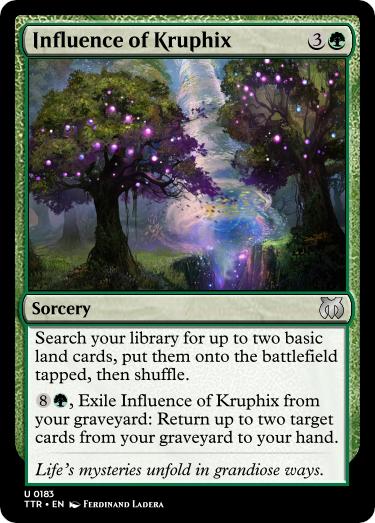 Influence of Kruphix 3
Sorcery
Search your library for up to two basic
land cards, put them onto the battlefield
tapped, then shuffle.
8 , Exile Influence of Kruphix from
your graveyard: Return up to two target
cards from your graveyard to your hand.
Life's mysteries unfold in grandiose ways.
U 0183
TTR • EN Ferdinand Ladera